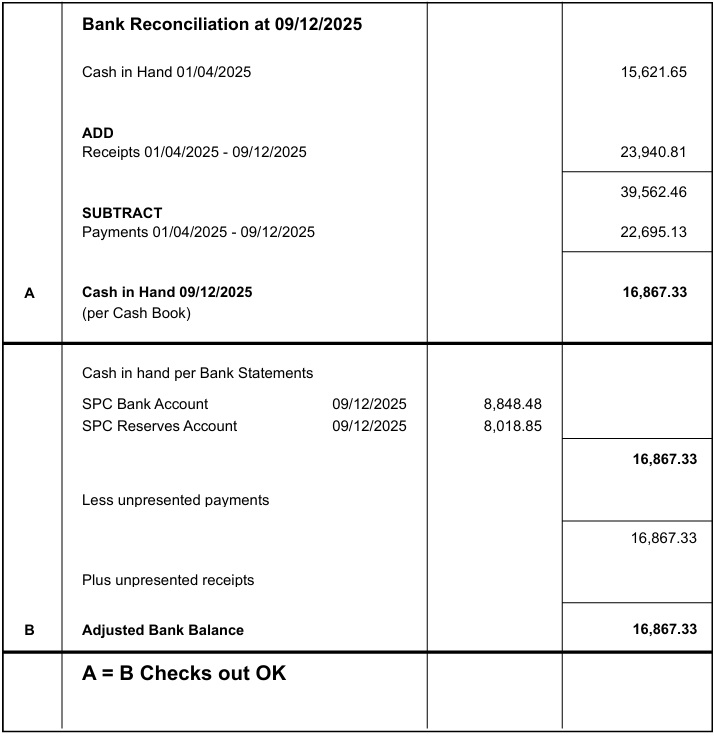 Bank Reconciliation at 09/12/2025
Cash in Hand 01/04/2025 15,621.65
ADD
Receipts 01/04/2025 - 09/12/2025 23,940.81
39,562.46
SUBTRACT
Payments 01/04/2025 - 09/12/2025 22,695.13
A Cash in Hand 09/12/2025 16,867.33
(per Cash Book)
Cash in hand per Bank Statements
SPC Bank Account 09/12/2025 8,848.48
SPC Reserves Account 09/12/2025 8,018.85
16,867.33
Less unpresented payments
16,867.33
Plus unpresented receipts
B Adjusted Bank Balance 16,867.33
A = B Checks out OK